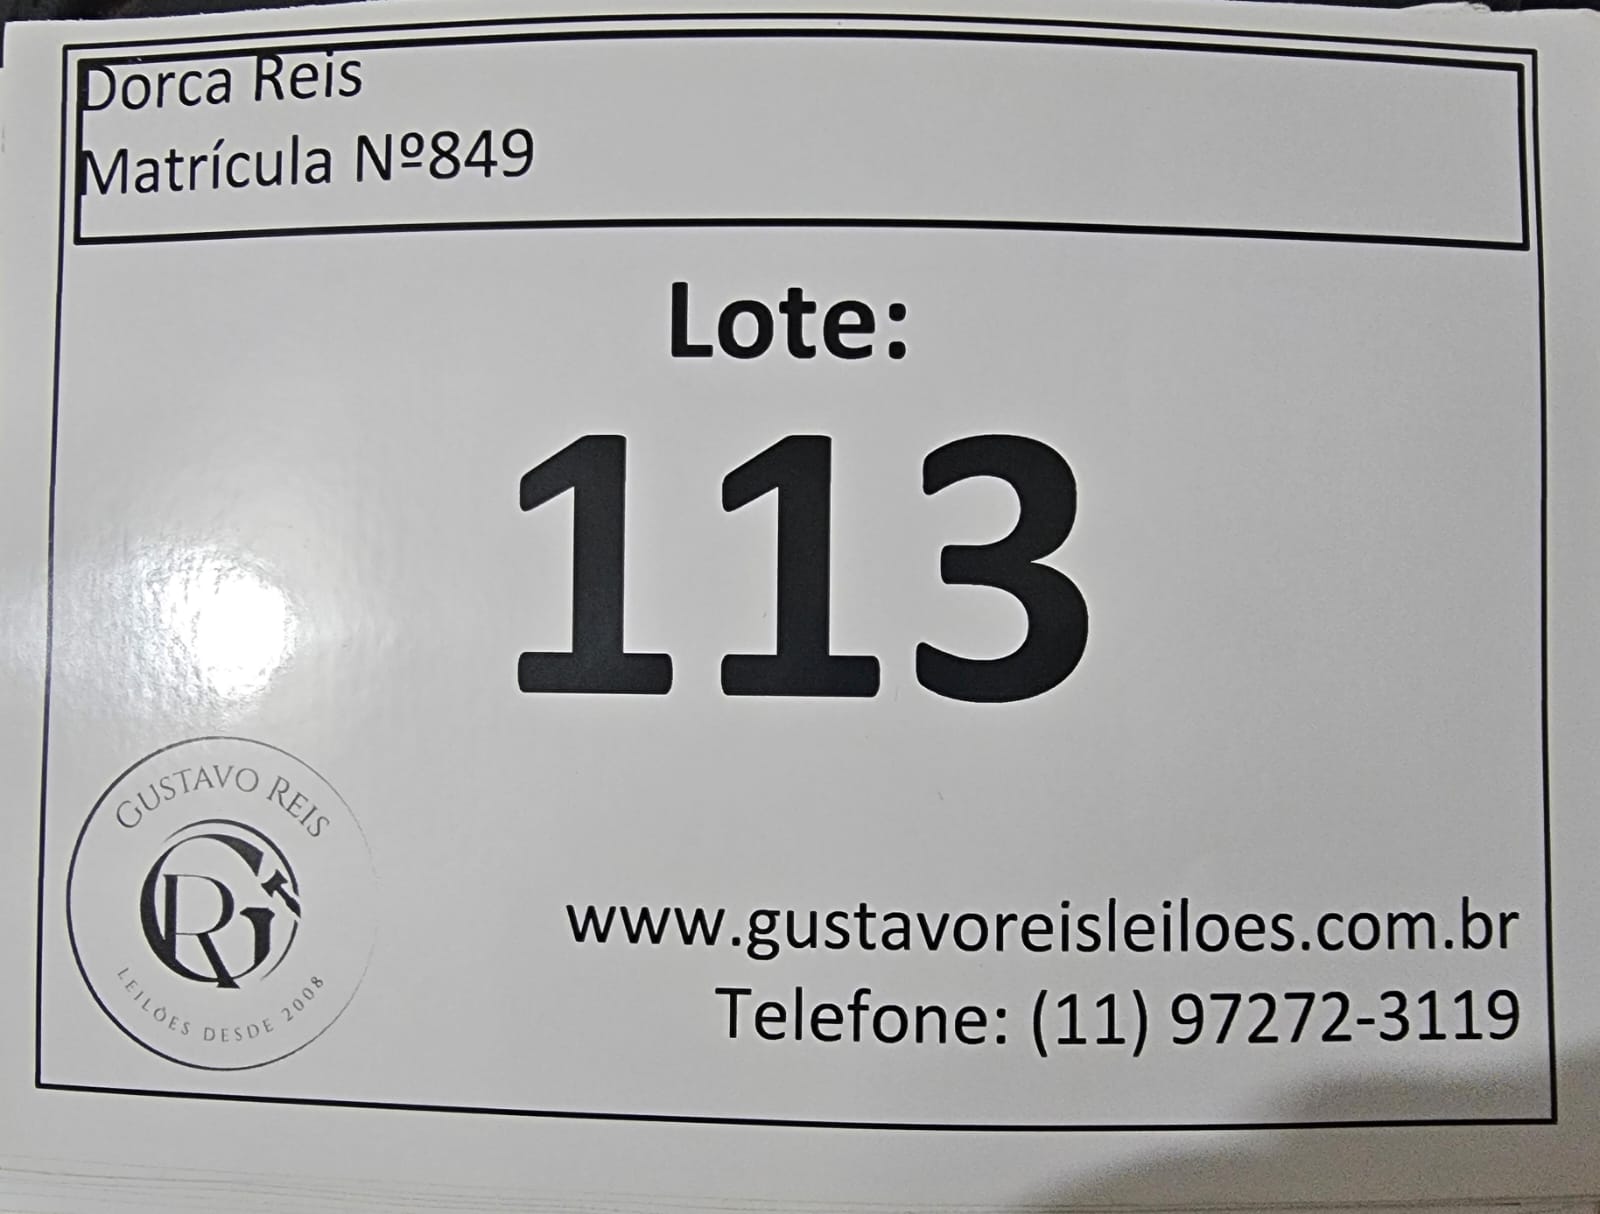 Dorca Reis
Matrícula Nº849
Lote:
113
GUSTAVO REIS
GR
LEILÕES DESDE 2008
www.gustavoreisleiloes.com.br
Telefone: (11) 97272-3119